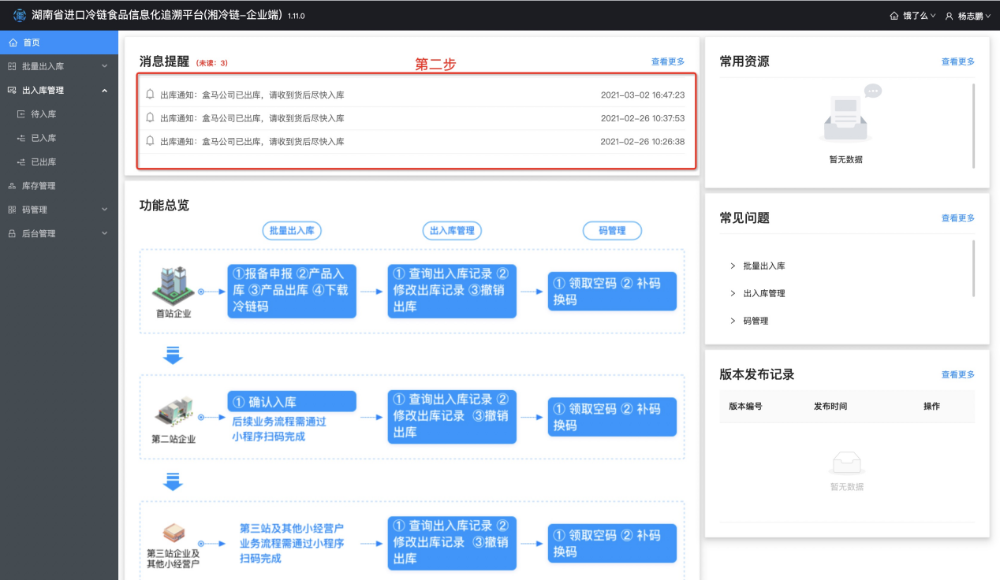 湖南省进口冷链食品信息化追溯平台(湘冷链-企业端) 1.11.0
饿了么
杨志鹏
首页
批量出入库
出入库管理
待入库
已入库
已出库
库存管理
码管理
后台管理
消息提醒 (未读: 3)
第二步
查看更多
出库通知: 盒马公司已出库, 请收到货后尽快入库 2021-03-02 16:47:23
出库通知: 盒马公司已出库, 请收到货后尽快入库 2021-02-26 10:37:53
出库通知: 盒马公司已出库, 请收到货后尽快入库 2021-02-26 10:26:38
功能总览
批量出入库
出入库管理
码管理
首站企业
①报备申报 ②产品入
库 ③产品出库 ④下载
冷链码
① 查询出入库记录 ②
修改出库记录 ③撤销
出库
① 领取空码 ② 补码
换码
第二站企业
① 确认入库
后续业务流程需通过
小程序扫码完成
① 查询出入库记录 ②
修改出库记录 ③撤销
出库
① 领取空码 ② 补码
换码
第三站企业及
其他小经营户
第三站及其他小经营户
业务流程需通过小程序
扫码完成
① 查询出入库记录 ②
修改出库记录 ③撤销
出库
① 领取空码 ② 补码
换码
常用资源
查看更多
暂无数据
常见问题
查看更多
批量出入库
出入库管理
码管理
版本发布记录
查看更多
版本编号 发布时间 操作
暂无数据